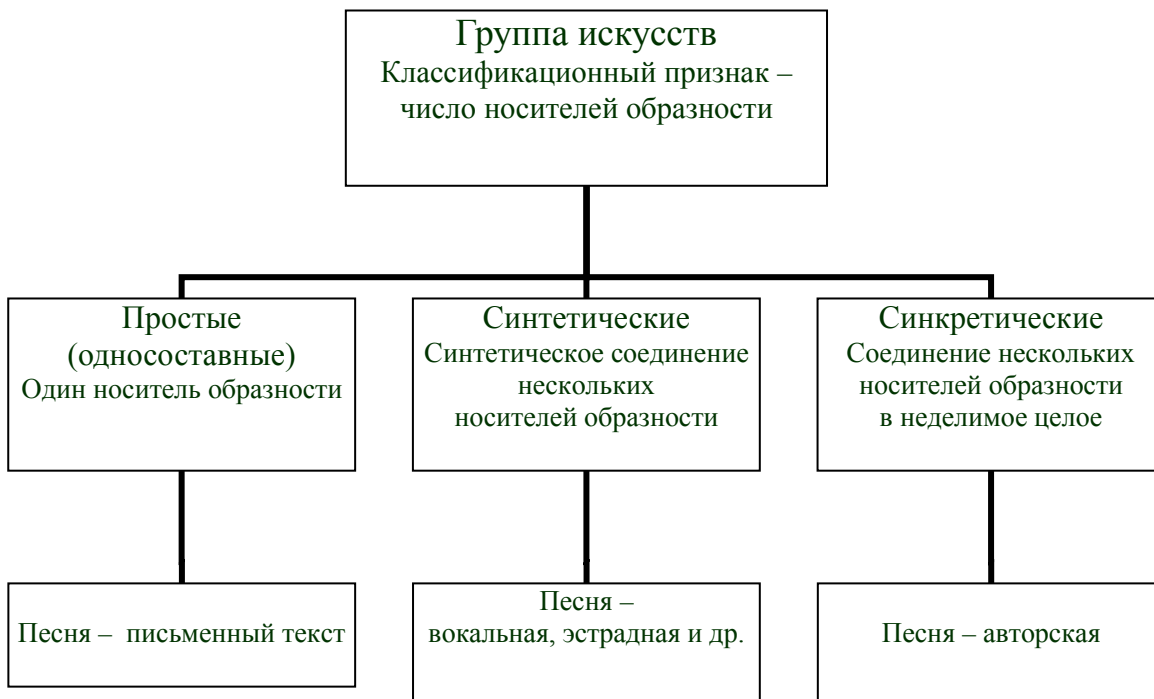 Группа искусств
Классификационный признак –
число носителей образности
Простые
(односоставные)
Один носитель образности
Синтетические
Синтетическое соединение
нескольких
носителей образности
Синкретические
Соединение нескольких
носителей образности
в неделимое целое
Песня – письменный текст
Песня –
вокальная, эстрадная и др.
Песня – авторская